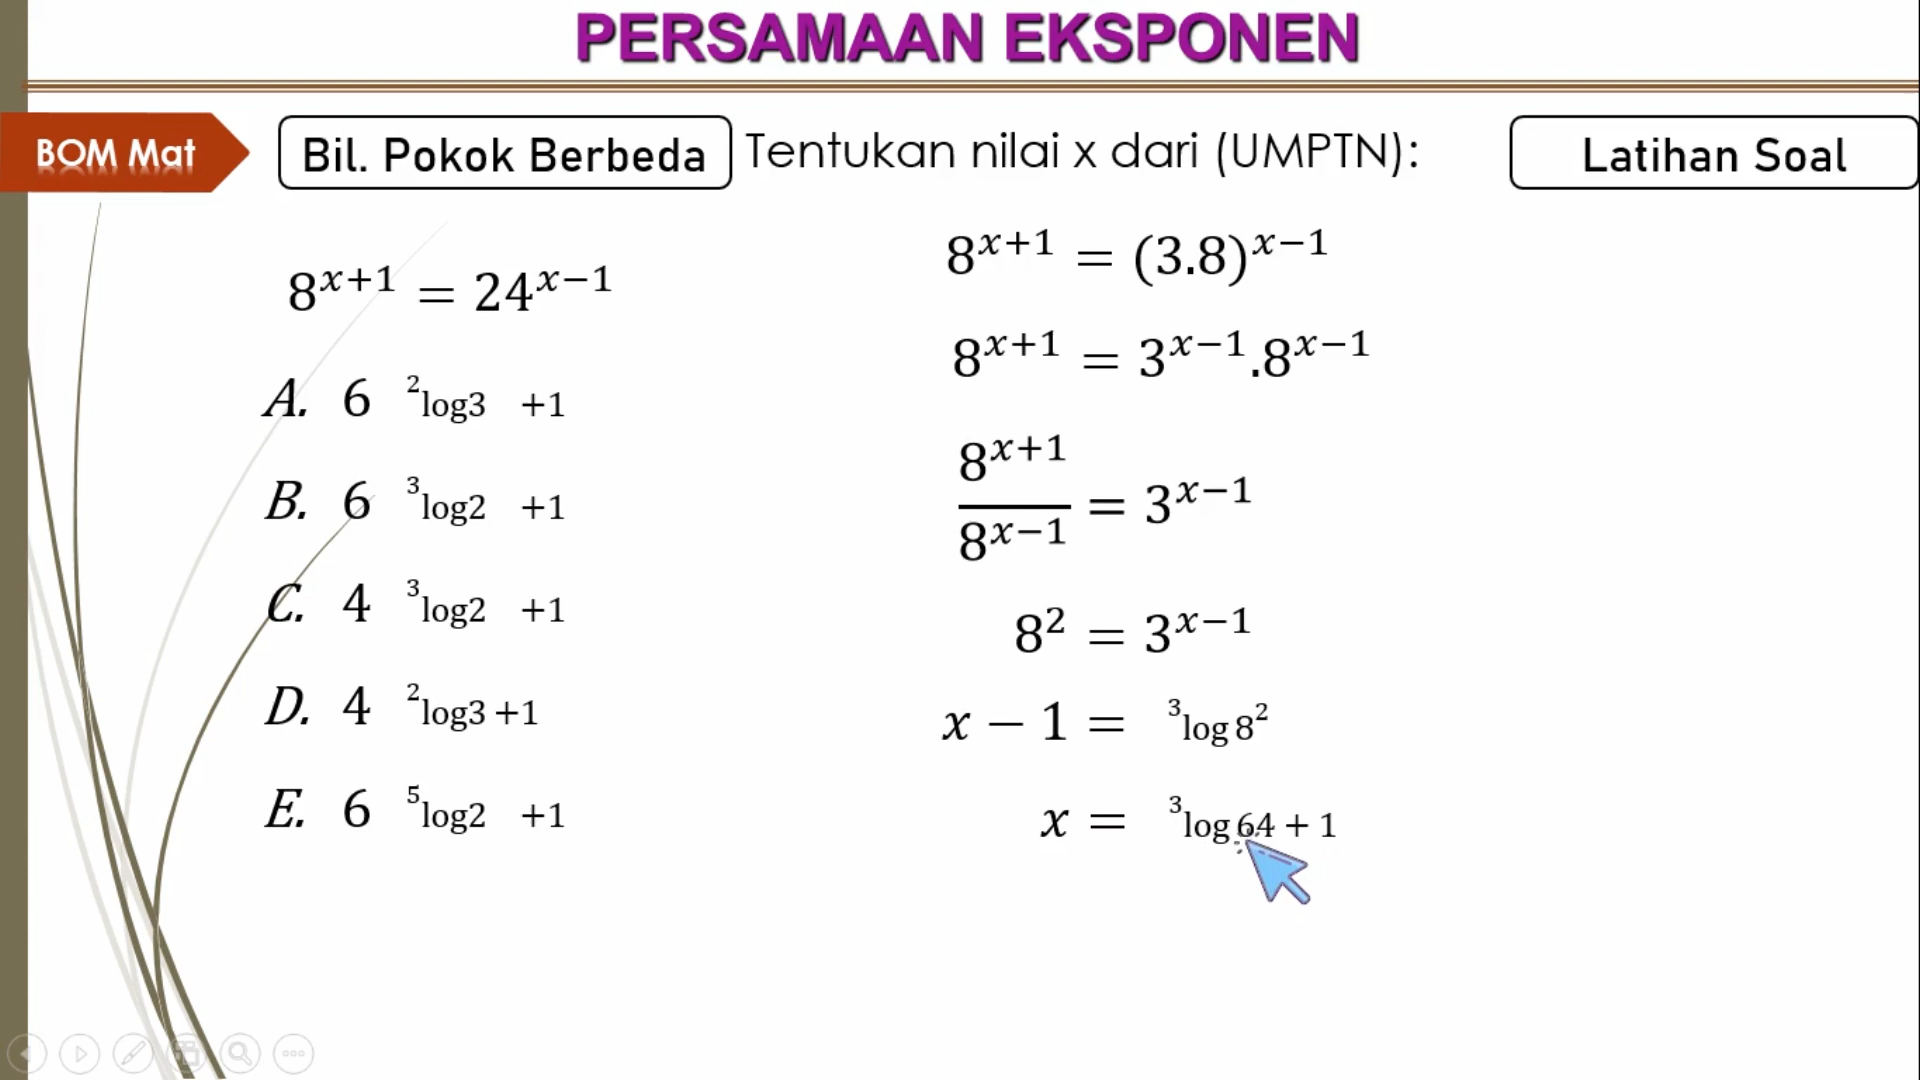 PERSAMAAN EKSPONEN
BOM Mat
Bil. Pokok Berbeda
Tentukan nilai x dari (UMPTN):
Latihan Soal
8^{x+1} = 24^{x−1}
A. 6 ²log3 +1
B. 6 ³log2 +1
C. 4 ³log2 +1
D. 4 ²log3 +1
E. 6 ⁵log2 +1
8^{x+1} = (3.8)^{x−1}
8^{x+1} = 3^{x−1}.8^{x−1}
8^{x+1}
/ 8^{x−1} = 3^{x−1}
8² = 3^{x−1}
x − 1 = ³log 8²
x = ³log 64 + 1